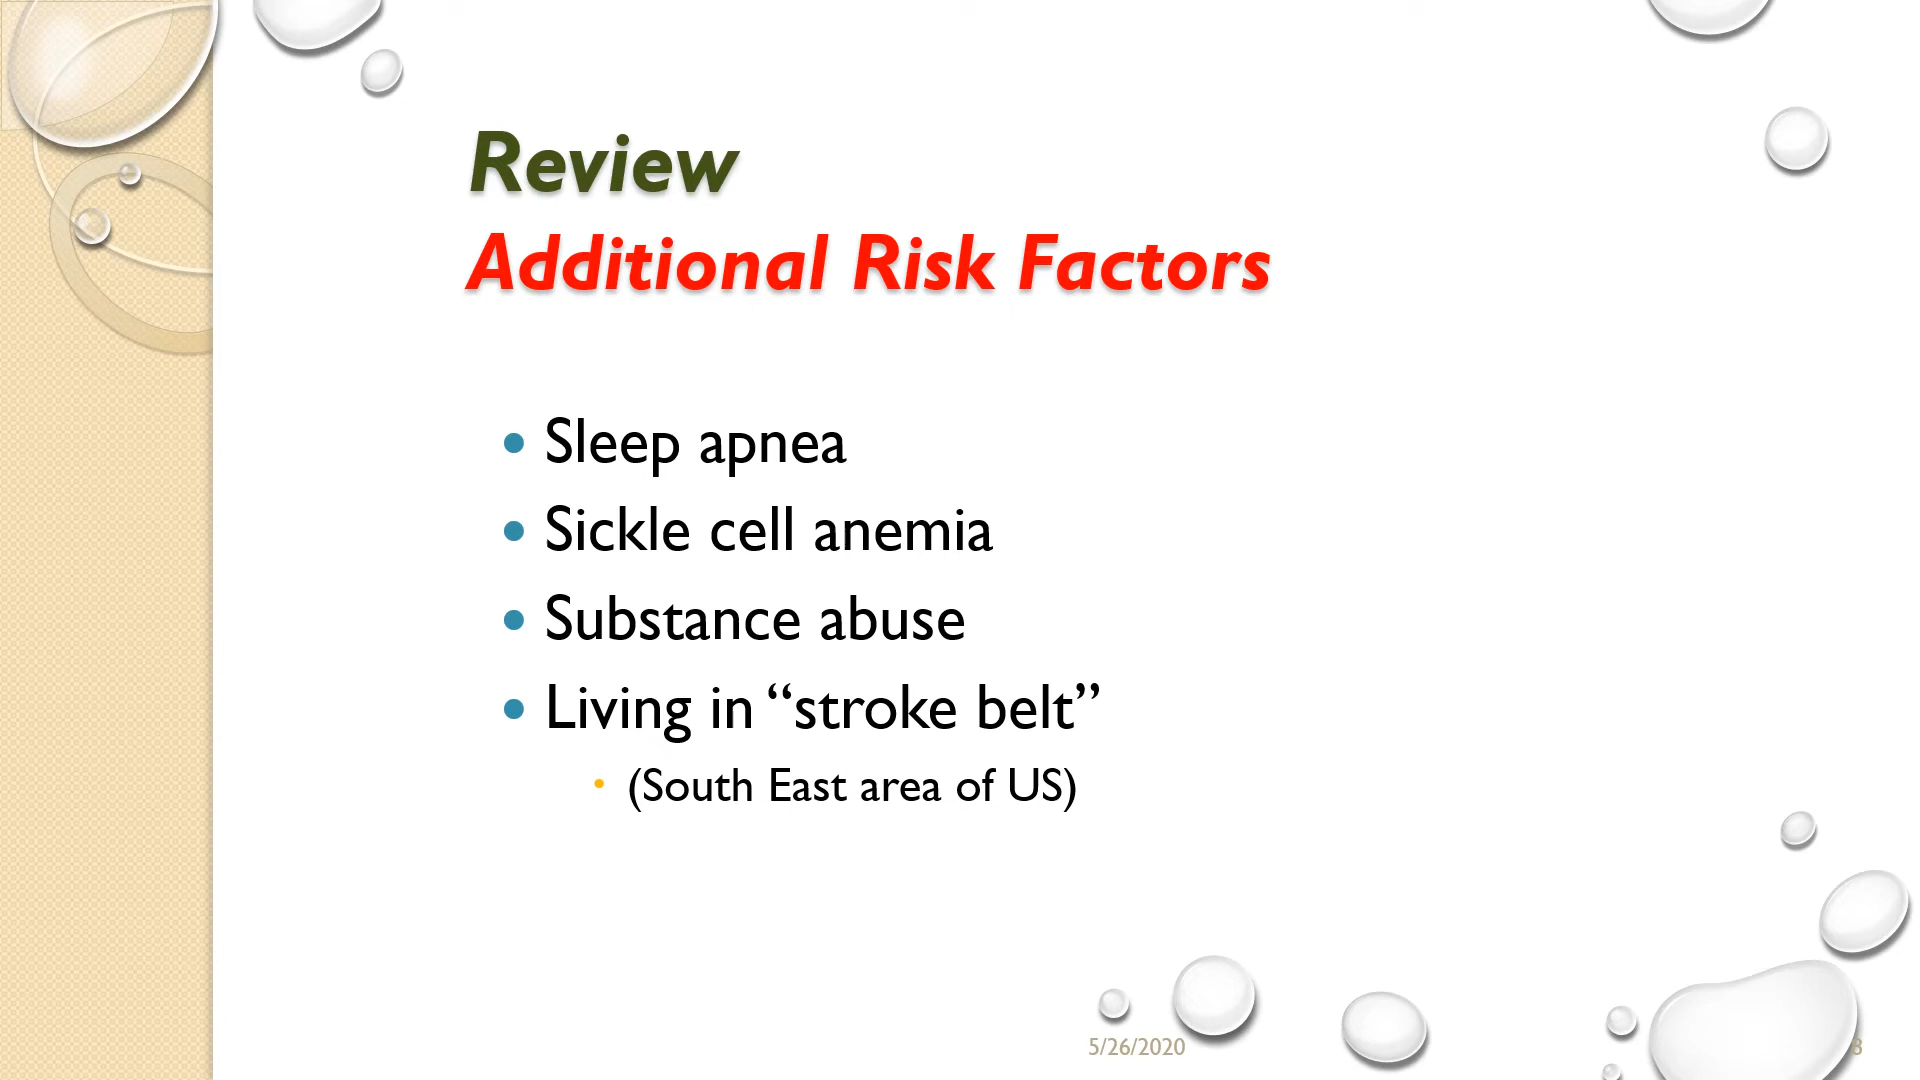 Review
Additional Risk Factors
• Sleep apnea
• Sickle cell anemia
• Substance abuse
• Living in “stroke belt”
• (South East area of US)
5/26/2020